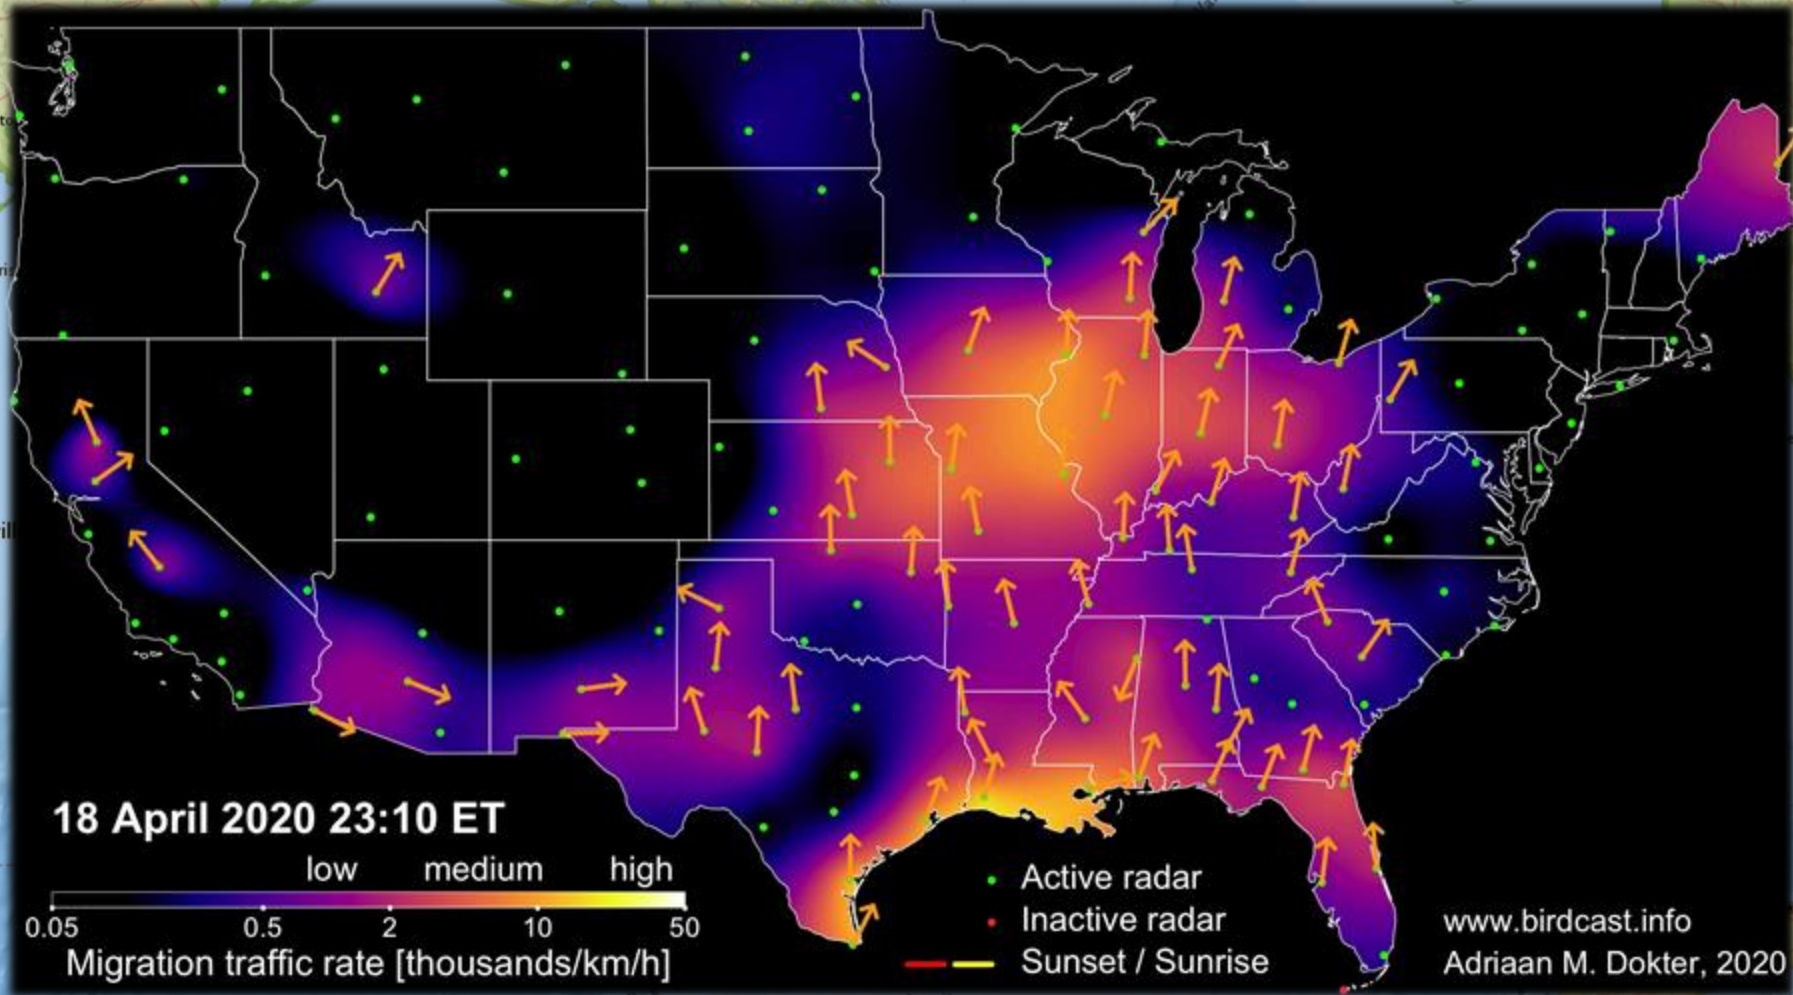 18 April 2020 23:10 ET
low medium high
0.05 0.5 2 10 50
Migration traffic rate [thousands/km/h]
Active radar
Inactive radar
Sunset / Sunrise
www.birdcast.info
Adriaan M. Dokter, 2020